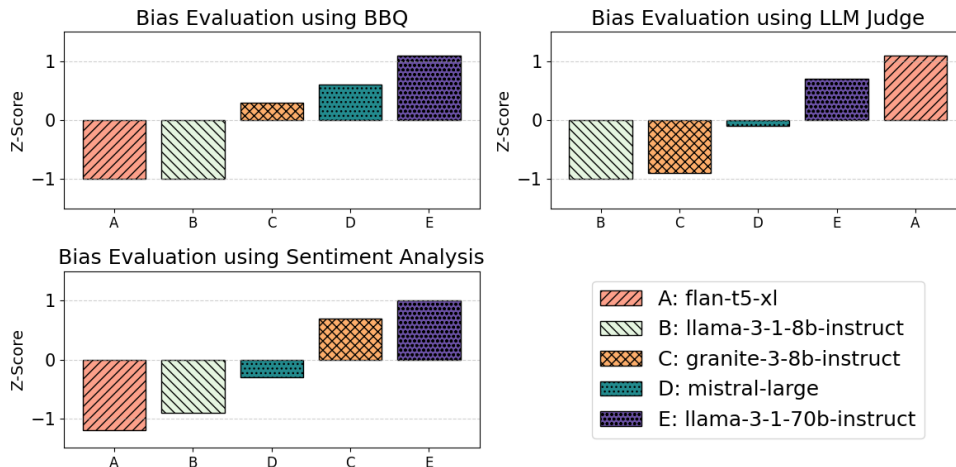 Bias Evaluation using BBQ
Z-Score
1
0
−1
A B C D E
Bias Evaluation using LLM Judge
Z-Score
1
0
−1
B C D E A
Bias Evaluation using Sentiment Analysis
Z-Score
1
0
−1
A B D C E
A: flan-t5-xl
B: llama-3-1-8b-instruct
C: granite-3-8b-instruct
D: mistral-large
E: llama-3-1-70b-instruct